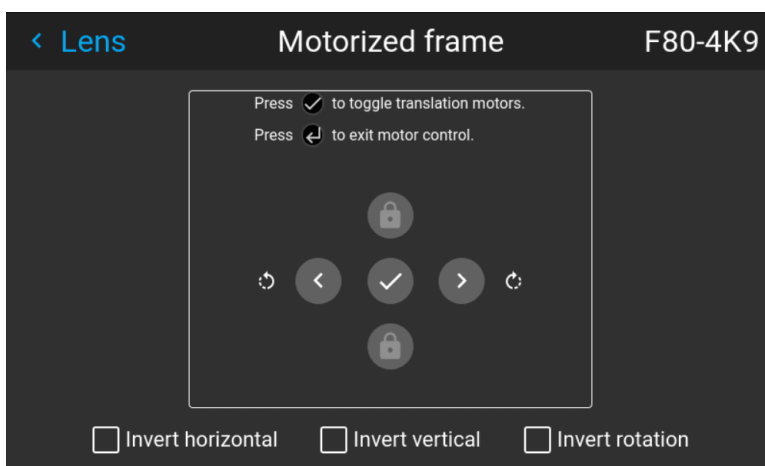 Lens Motorized frame F80-4K9
Press to toggle translation motors.
Press to exit motor control.
Invert horizontal Invert vertical Invert rotation